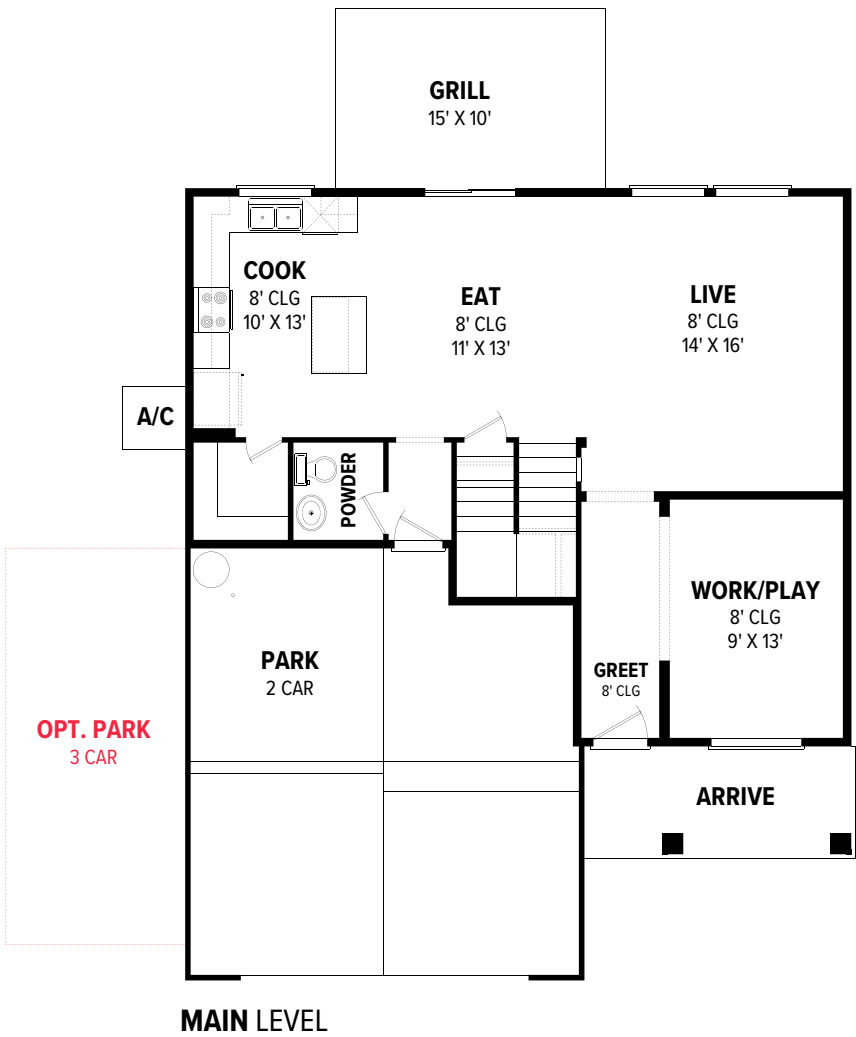 GRILL
15' X 10'
COOK
8' CLG
10' X 13'
EAT
8' CLG
11' X 13'
LIVE
8' CLG
14' X 16'
A/C
POWDER
WORK/PLAY
8' CLG
9' X 13'
PARK
2 CAR
GREET
8' CLG
OPT. PARK
3 CAR
ARRIVE
MAIN LEVEL